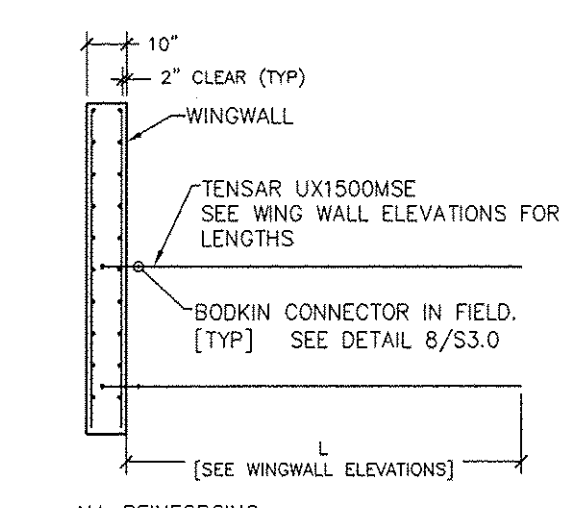 10"
2" CLEAR (TYP)
WINGWALL
TENSAR UX1500MSE
SEE WING WALL ELEVATIONS FOR
LENGTHS
BODKIN CONNECTOR IN FIELD.
[TYP] SEE DETAIL 8/S3.0
L
[SEE WINGWALL ELEVATIONS]
REINFORCING